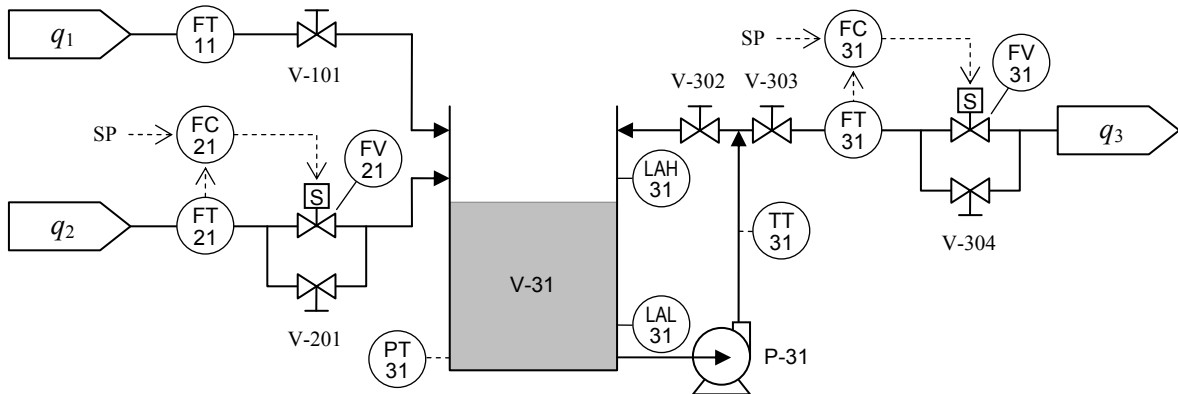 q1
FT
11
V-101
SP
FC
21
FV
21
S
q2
FT
21
V-201
V-31
PT
31
LAH
31
LAL
31
P-31
TT
31
V-302
V-303
SP
FC
31
FT
31
S
FV
31
V-304
q3